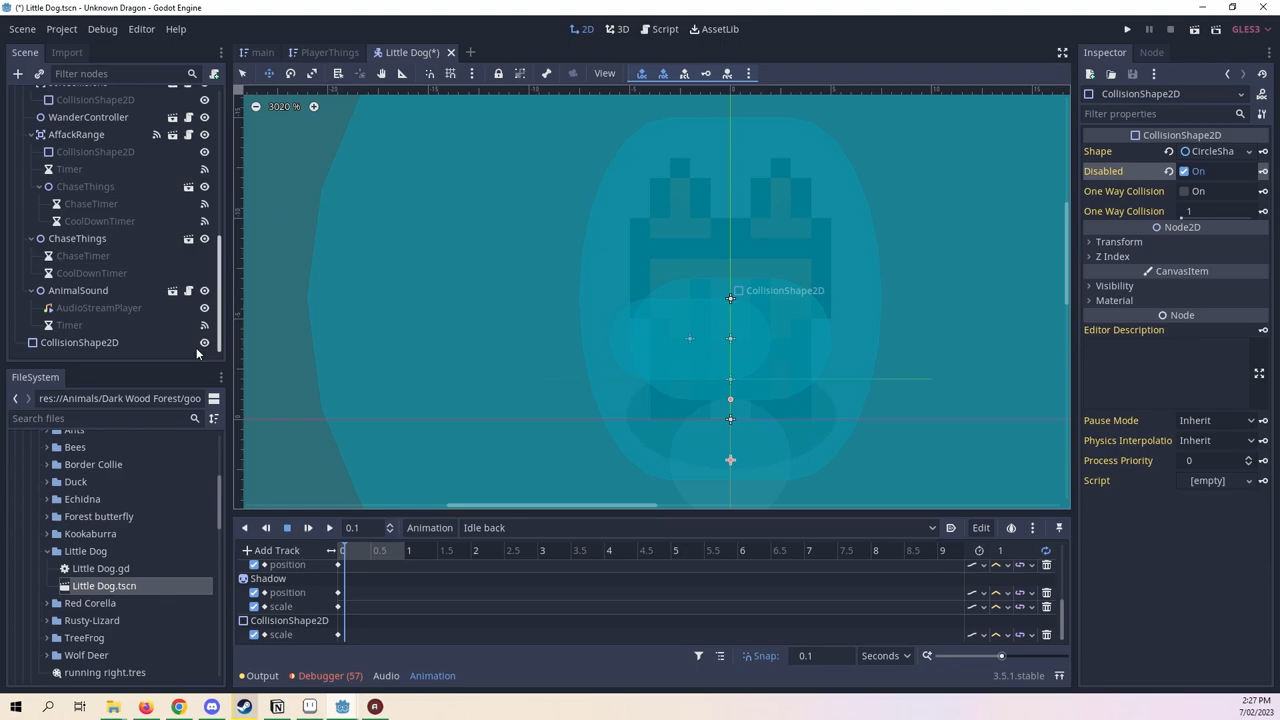 (*) Little Dog.tscn - Unknown Dragon - Godot Engine
Scene Project Debug Editor Help
2D 3D Script AssetLib
GLES3
Scene Import
main PlayerThings Little Dog(*)
Inspector Node
Filter nodes
View
CollisionShape2D
WanderController
AffackRange
CollisionShape2D
Timer
ChaseThings
ChaseTimer
CoolDownTimer
ChaseThings
ChaseTimer
CoolDownTimer
AnimalSound
AudioStreamPlayer
Timer
CollisionShape2D
3020 %
CollisionShape2D
CollisionShape2D
Filter properties
CollisionShape2D
Shape CircleSha
Disabled On
One Way Collision On
One Way Collision 1
Node2D
Transform
Z Index
CanvasItem
Visibility
Material
Node
Editor Description
Pause Mode Inherit
Physics Interpolatio Inherit
Process Priority 0
Script [empty]
FileSystem
res://Animals/Dark Wood Forest/goo
Search files
Ants
Bees
Border Collie
Duck
Echidna
Forest butterfly
Kookaburra
Little Dog
Little Dog.gd
Little Dog.tscn
Red Corella
Rusty-Lizard
TreeFrog
Wolf Deer
running right.tres
0.1 Animation Idle back Edit
Add Track 0 0.5 1 1.5 2 2.5 3 3.5 4 4.5 5 5.5 6 6.5 7 7.5 8 8.5 9 1
position
Shadow
position
scale
CollisionShape2D
scale
Snap: 0.1 Seconds
Output Debugger (57) Audio Animation
3.5.1.stable
2:27 PM
7/02/2023